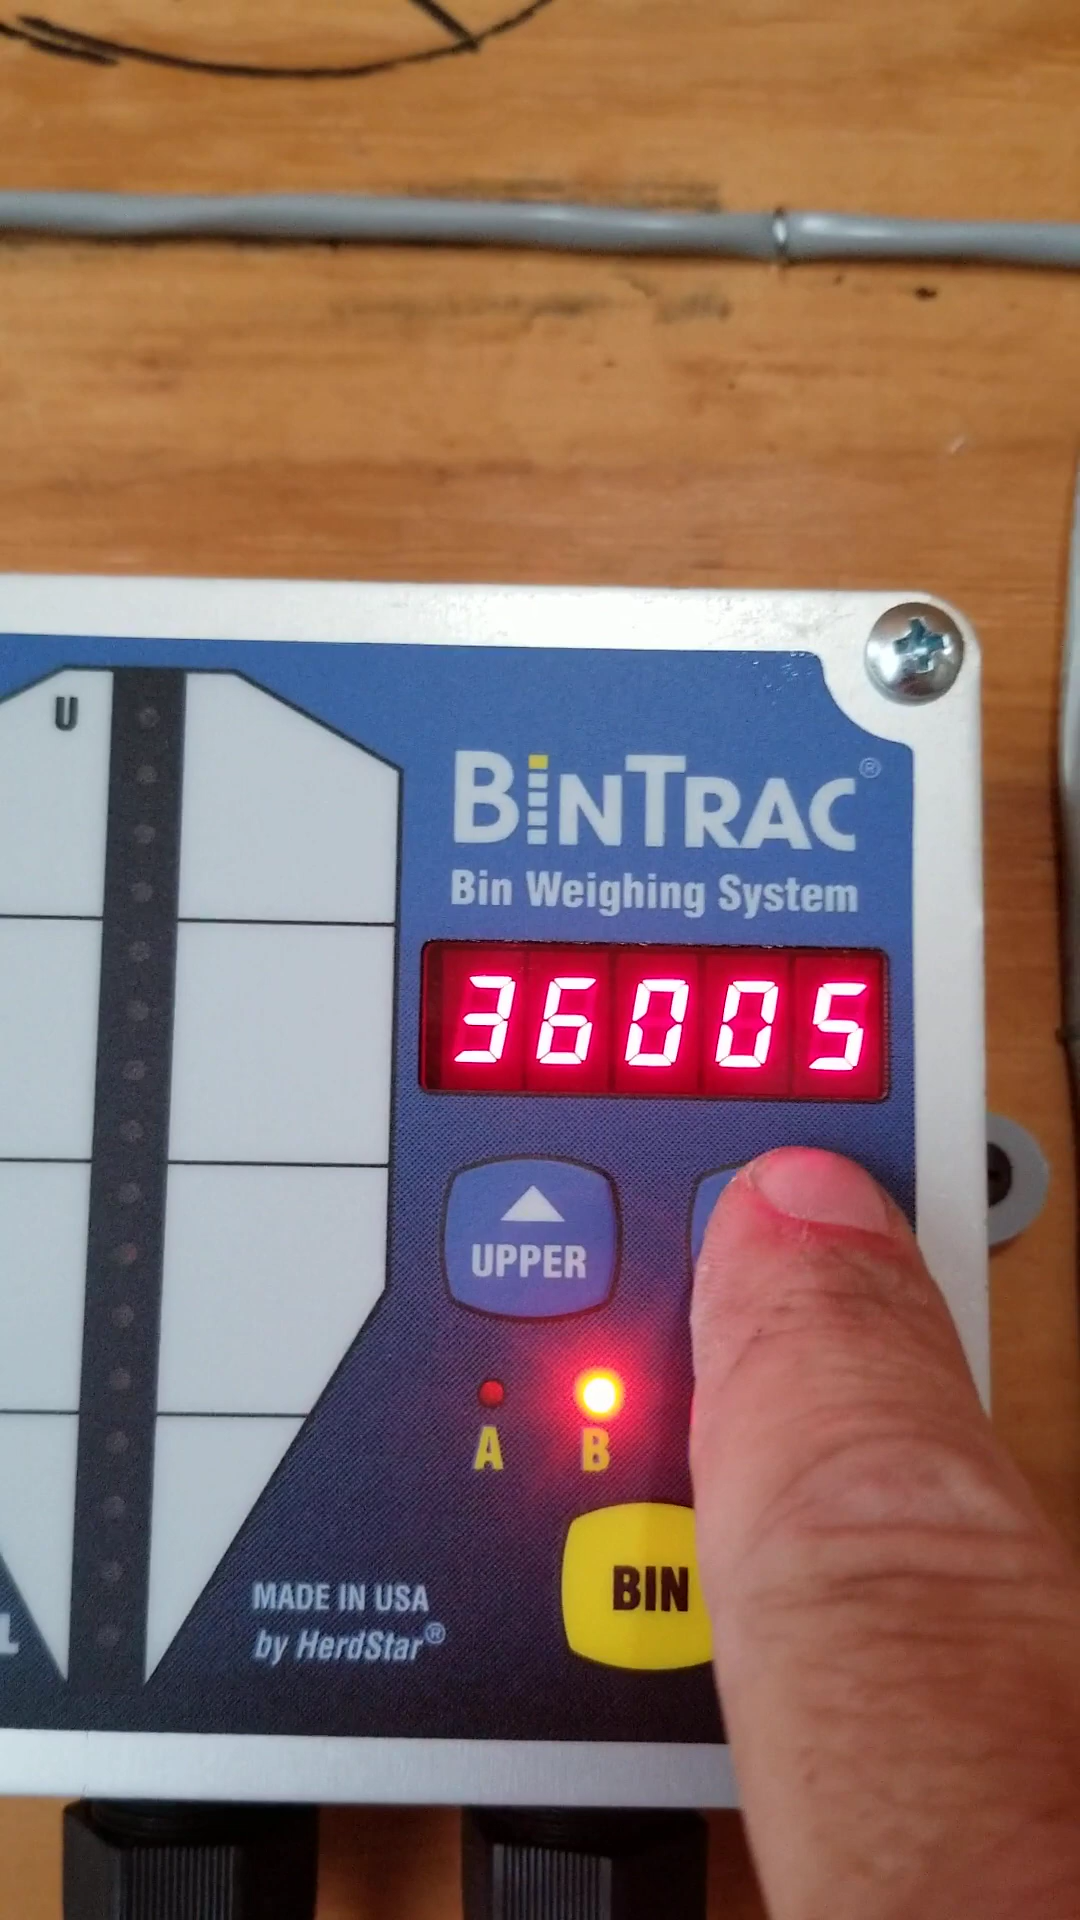 U
BINTRAC®
Bin Weighing System
36005
UPPER
A B
BIN
MADE IN USA
by HerdStar®
L